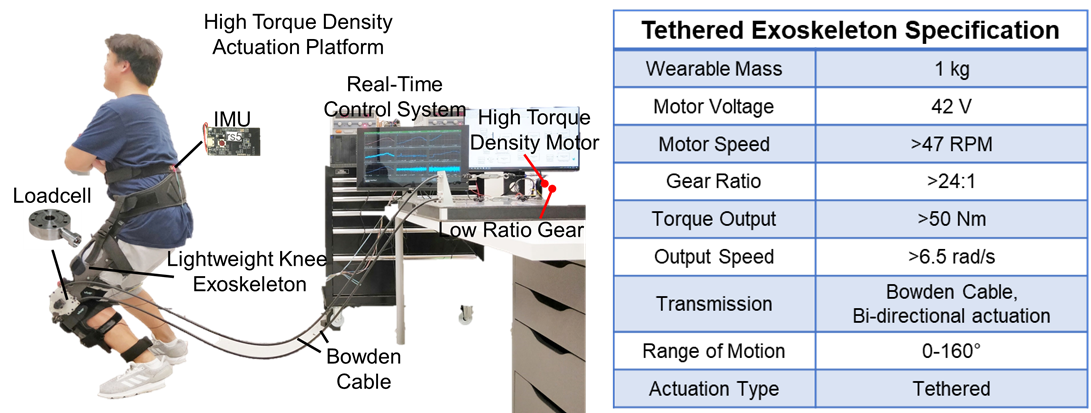 High Torque Density
Actuation Platform
Real-Time
Control System
High Torque
Density Motor
IMU
Loadcell
Low Ratio Gear
Lightweight Knee
Exoskeleton
Bowden
Cable
Tethered Exoskeleton Specification
Wearable Mass 1 kg
Motor Voltage 42 V
Motor Speed >47 RPM
Gear Ratio >24:1
Torque Output >50 Nm
Output Speed >6.5 rad/s
Transmission Bowden Cable,
Bi-directional actuation
Range of Motion 0-160°
Actuation Type Tethered